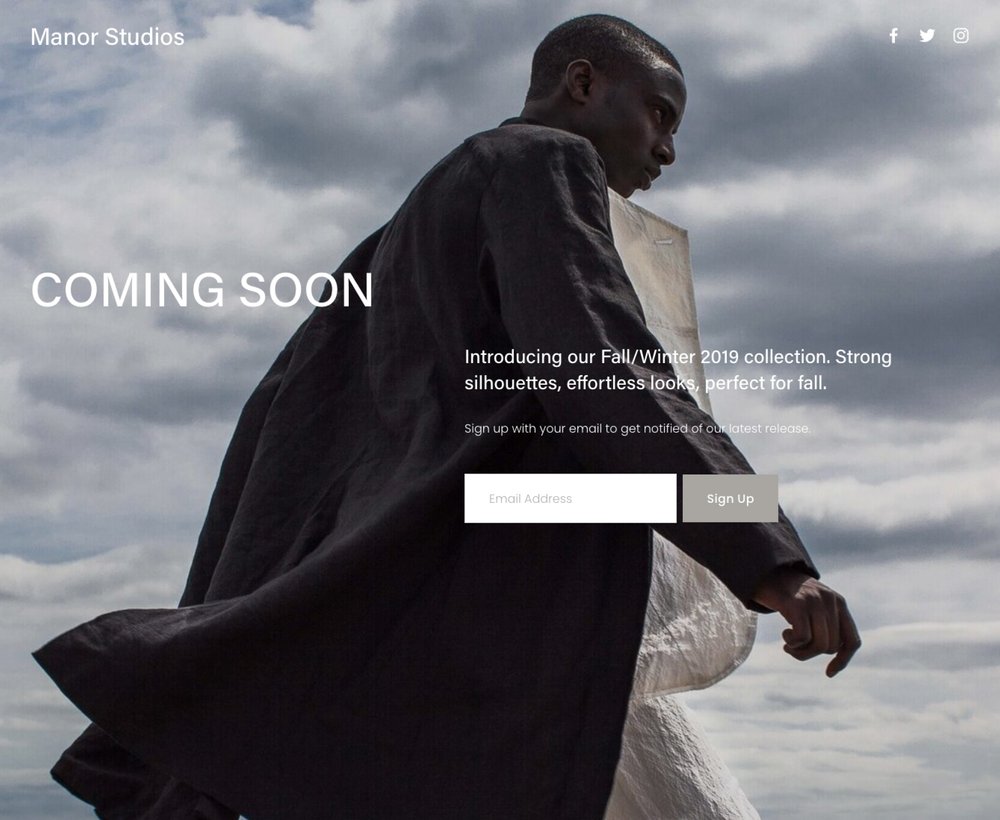 Manor Studios
COMING SOON
Introducing our Fall/Winter 2019 collection. Strong
silhouettes, effortless looks, perfect for fall.
Sign up with your email to get notified of our latest release.
Email Address
Sign Up